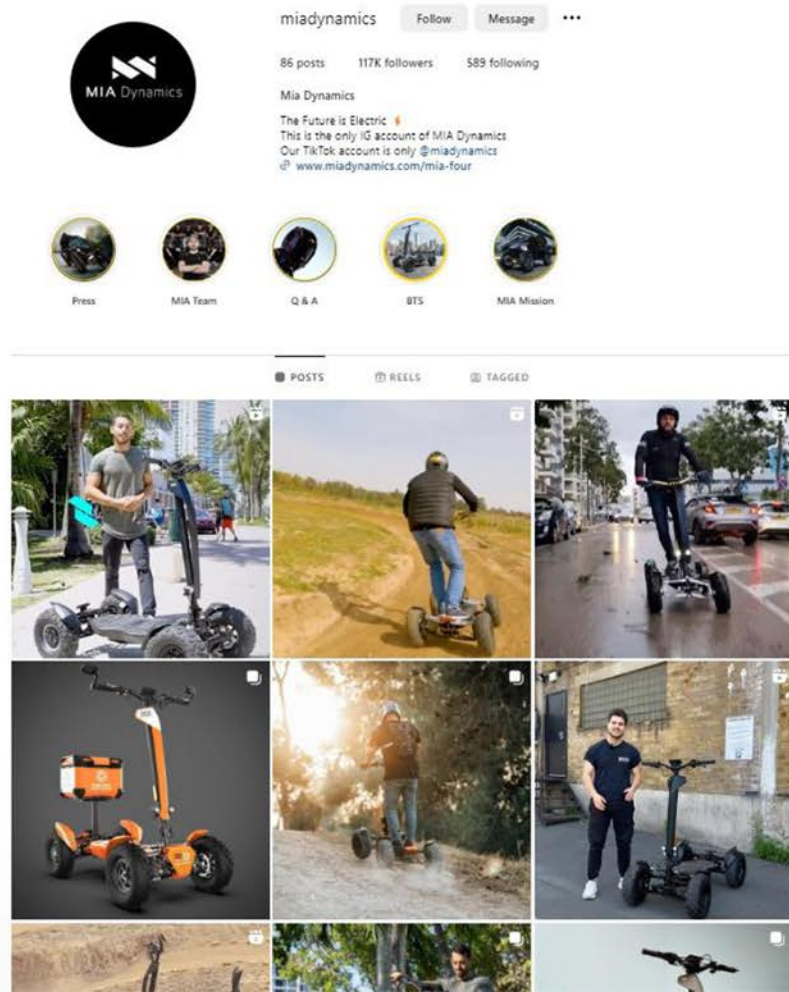 miadynamics
Follow
Message
86 posts
117K followers
589 following
MIA Dynamics
Mia Dynamics
The Future is Electric
This is the only IG account of MIA Dynamics
Our TikTok account is only @miadynamics
www.miadynamics.com/mia-four
Press
MIA Team
Q & A
BTS
MIA Mission
POSTS
REELS
TAGGED